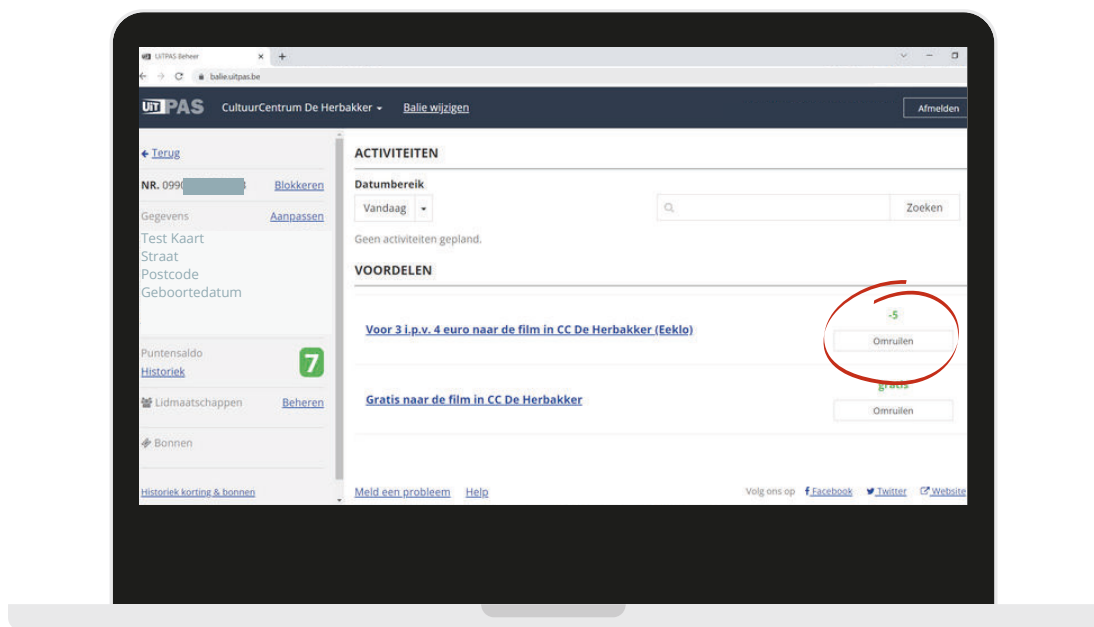 UiTPAS Beheer
balie.uitpas.be
UiTPAS CultuurCentrum De Herbakker Balie wijzigen Afmelden
Terug
NR. 0990 Blokkeren
Gegevens Aanpassen
Test Kaart
Straat
Postcode
Geboortedatum
Puntensaldo
Historiek
7
Lidmaatschappen Beheren
Bonnen
Historiek korting & bonnen
ACTIVITEITEN
Datumbereik
Vandaag Zoeken
Geen activiteiten gepland.
VOORDELEN
-5
Voor 3 i.p.v. 4 euro naar de film in CC De Herbakker (Eeklo)
Omruilen
gratis
Gratis naar de film in CC De Herbakker
Omruilen
Meld een probleem Help Volg ons op Facebook Twitter Website